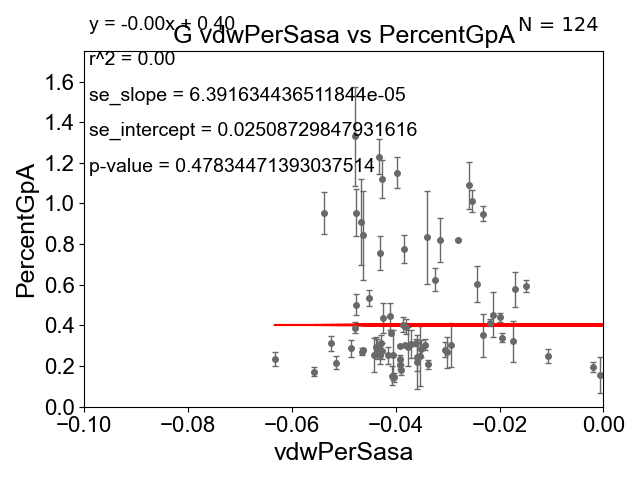 y = -0.00x + 0.40
G vdwPerSasa vs PercentGpA
N = 124
r^2 = 0.00
se_slope = 6.391634436511844e-05
se_intercept = 0.02508729847931616
p-value = 0.47834471393037514
PercentGpA
1.6
1.4
1.2
1.0
0.8
0.6
0.4
0.2
0.0
−0.10
−0.08
−0.06
−0.04
−0.02
0.00
vdwPerSasa